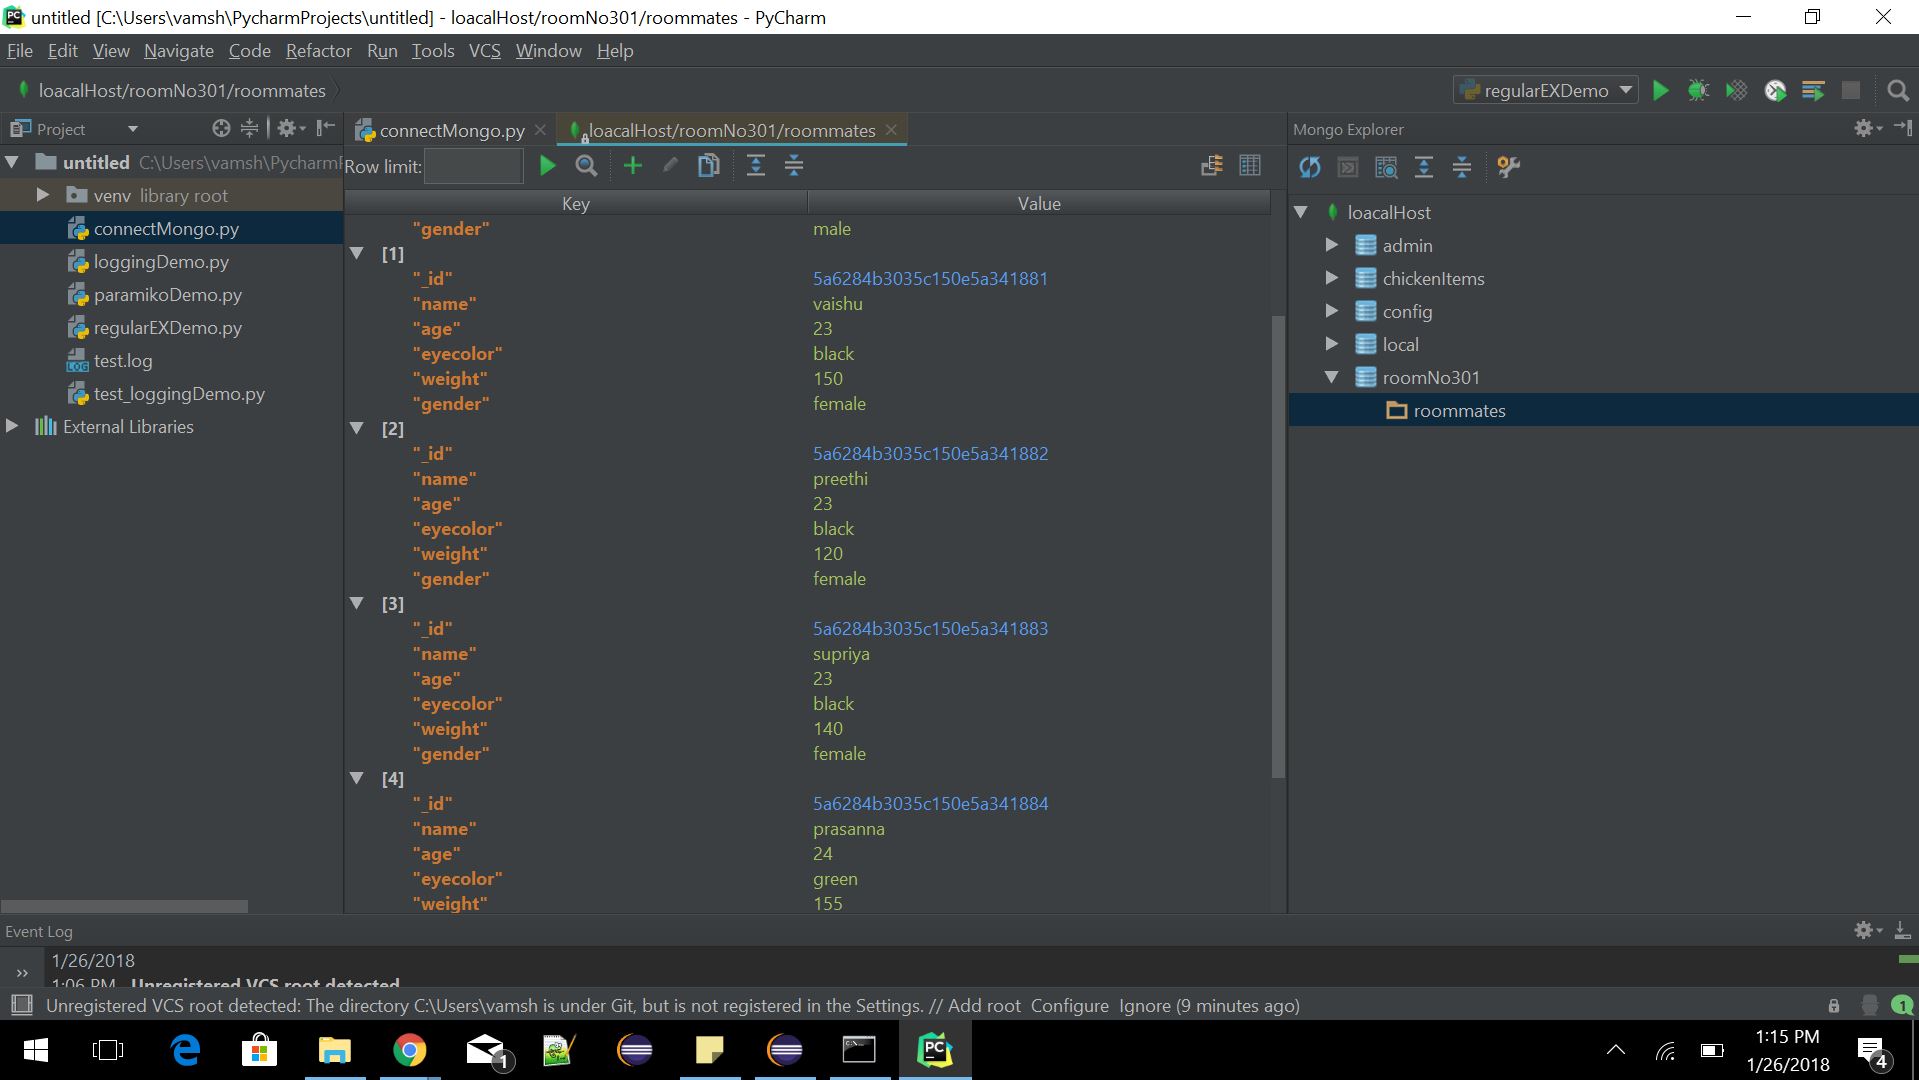 untitled [C:\Users\vamsh\PycharmProjects\untitled] - loacalHost/roomNo301/roommates - PyCharm
File Edit View Navigate Code Refactor Run Tools VCS Window Help
loacalHost/roomNo301/roommates
regularEXDemo
Project
connectMongo.py
loacalHost/roomNo301/roommates
Mongo Explorer
untitled C:\Users\vamsh\Pycharm
venv library root
connectMongo.py
loggingDemo.py
paramikoDemo.py
regularEXDemo.py
test.log
test_loggingDemo.py
External Libraries
Row limit:
Key Value
"gender" male
[1]
"_id" 5a6284b3035c150e5a341881
"name" vaishu
"age" 23
"eyecolor" black
"weight" 150
"gender" female
[2]
"_id" 5a6284b3035c150e5a341882
"name" preethi
"age" 23
"eyecolor" black
"weight" 120
"gender" female
[3]
"_id" 5a6284b3035c150e5a341883
"name" supriya
"age" 23
"eyecolor" black
"weight" 140
"gender" female
[4]
"_id" 5a6284b3035c150e5a341884
"name" prasanna
"age" 24
"eyecolor" green
"weight" 155
loacalHost
admin
chickenItems
config
local
roomNo301
roommates
Event Log
1/26/2018
1:06 PM Unregistered VCS root detected
Unregistered VCS root detected: The directory C:\Users\vamsh is under Git, but is not registered in the Settings. // Add root Configure Ignore (9 minutes ago)
1
1
PC
1:15 PM
1/26/2018
4